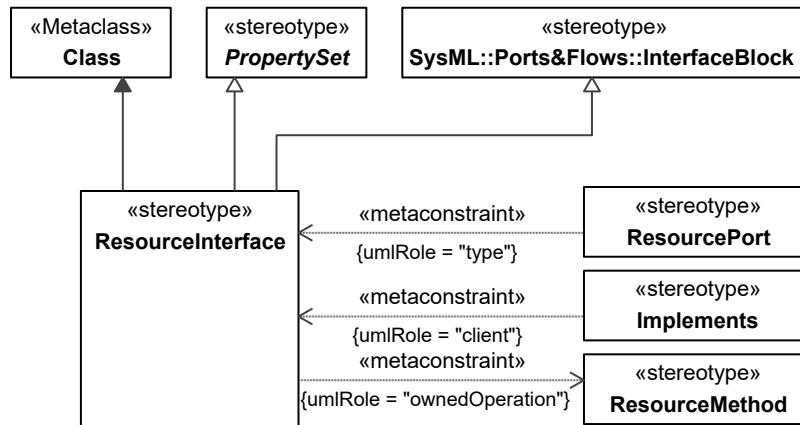 «Metaclass»
Class
«stereotype»
PropertySet
«stereotype»
SysML::Ports&Flows::InterfaceBlock
«stereotype»
ResourceInterface
«metaconstraint»
{umlRole = "type"}
«stereotype»
ResourcePort
«metaconstraint»
{umlRole = "client"}
«stereotype»
Implements
«metaconstraint»
{umlRole = "ownedOperation"}
«stereotype»
ResourceMethod